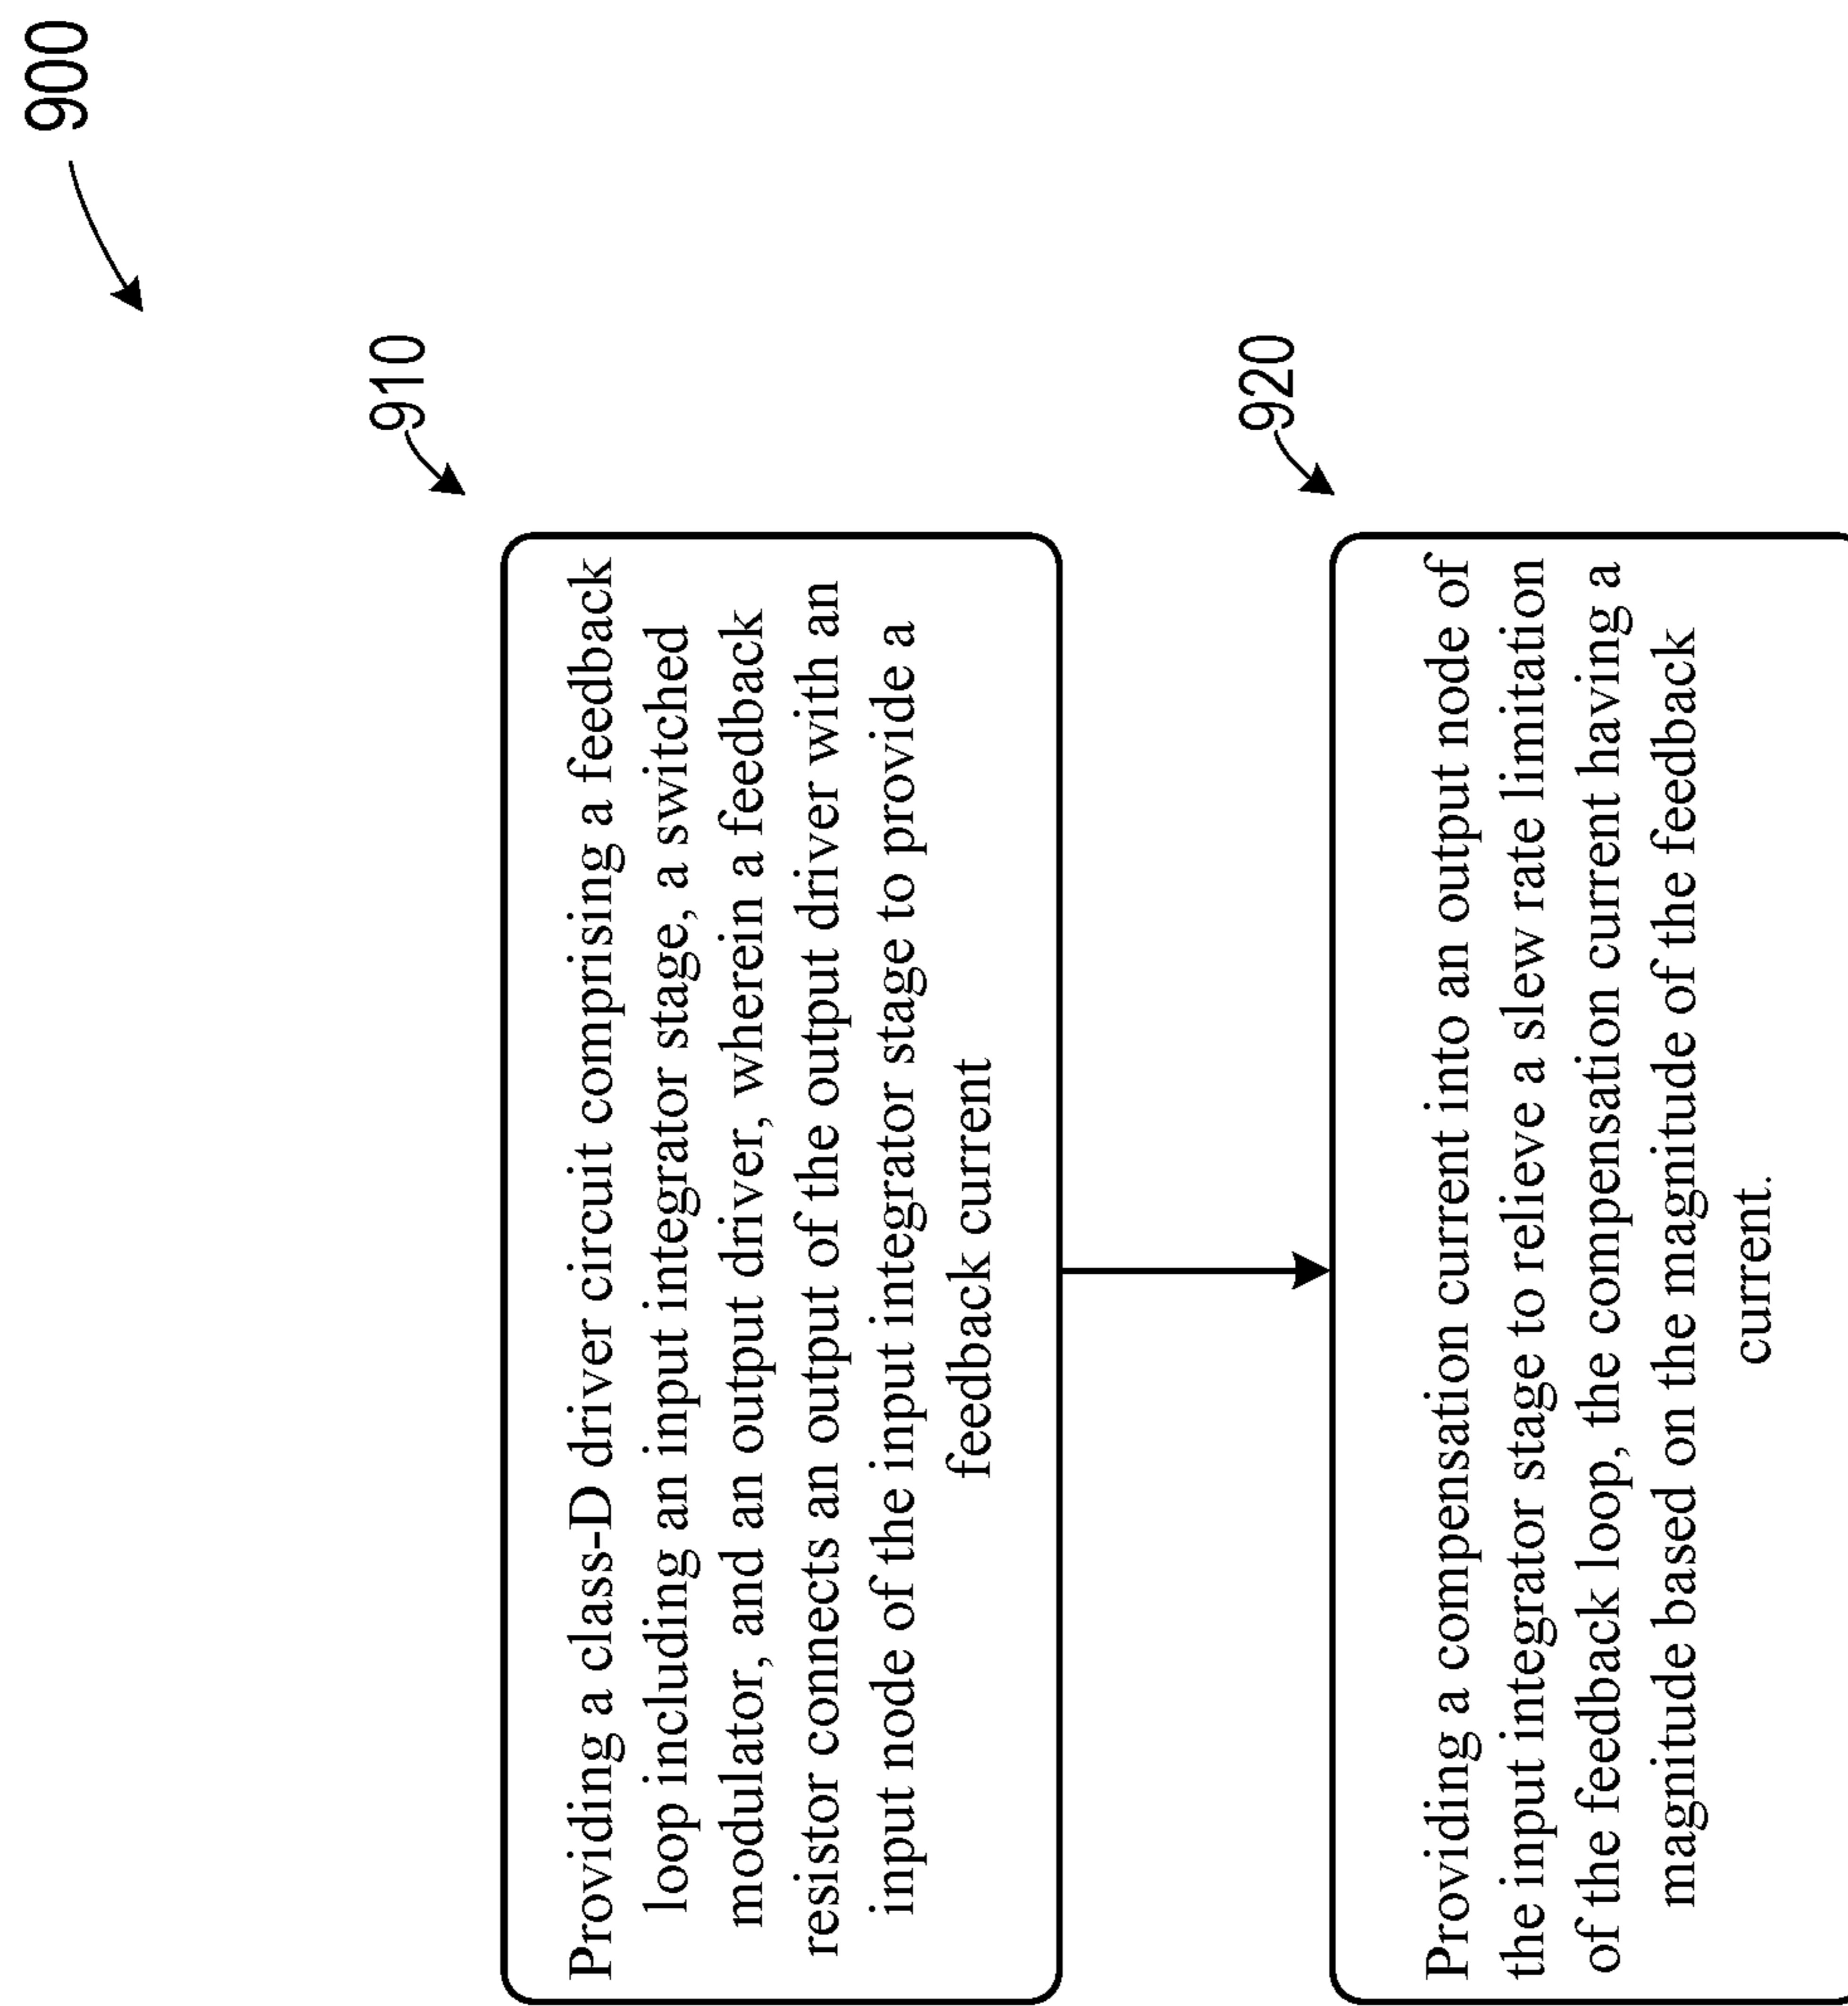 900
910
Providing a class-D driver circuit comprising a feedback
loop including an input integrator stage, a switched
modulator, and an output driver, wherein a feedback
resistor connects an output of the output driver with an
input node of the input integrator stage to provide a
feedback current
920
Providing a compensation current into an output node of
the input integrator stage to relieve a slew rate limitation
of the feedback loop, the compensation current having a
magnitude based on the magnitude of the feedback
current.